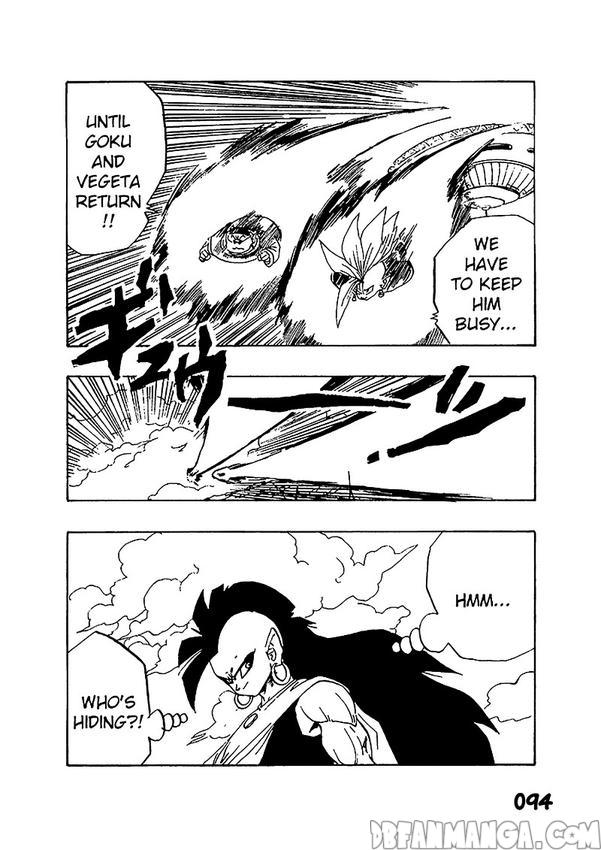 WE
HAVE
TO KEEP
HIM
BUSY...
UNTIL
GOKU
AND
VEGETA
RETURN
!!
ギュウーッ
HMM...
WHO'S
HIDING?!
094
DBFANMANGA.COM